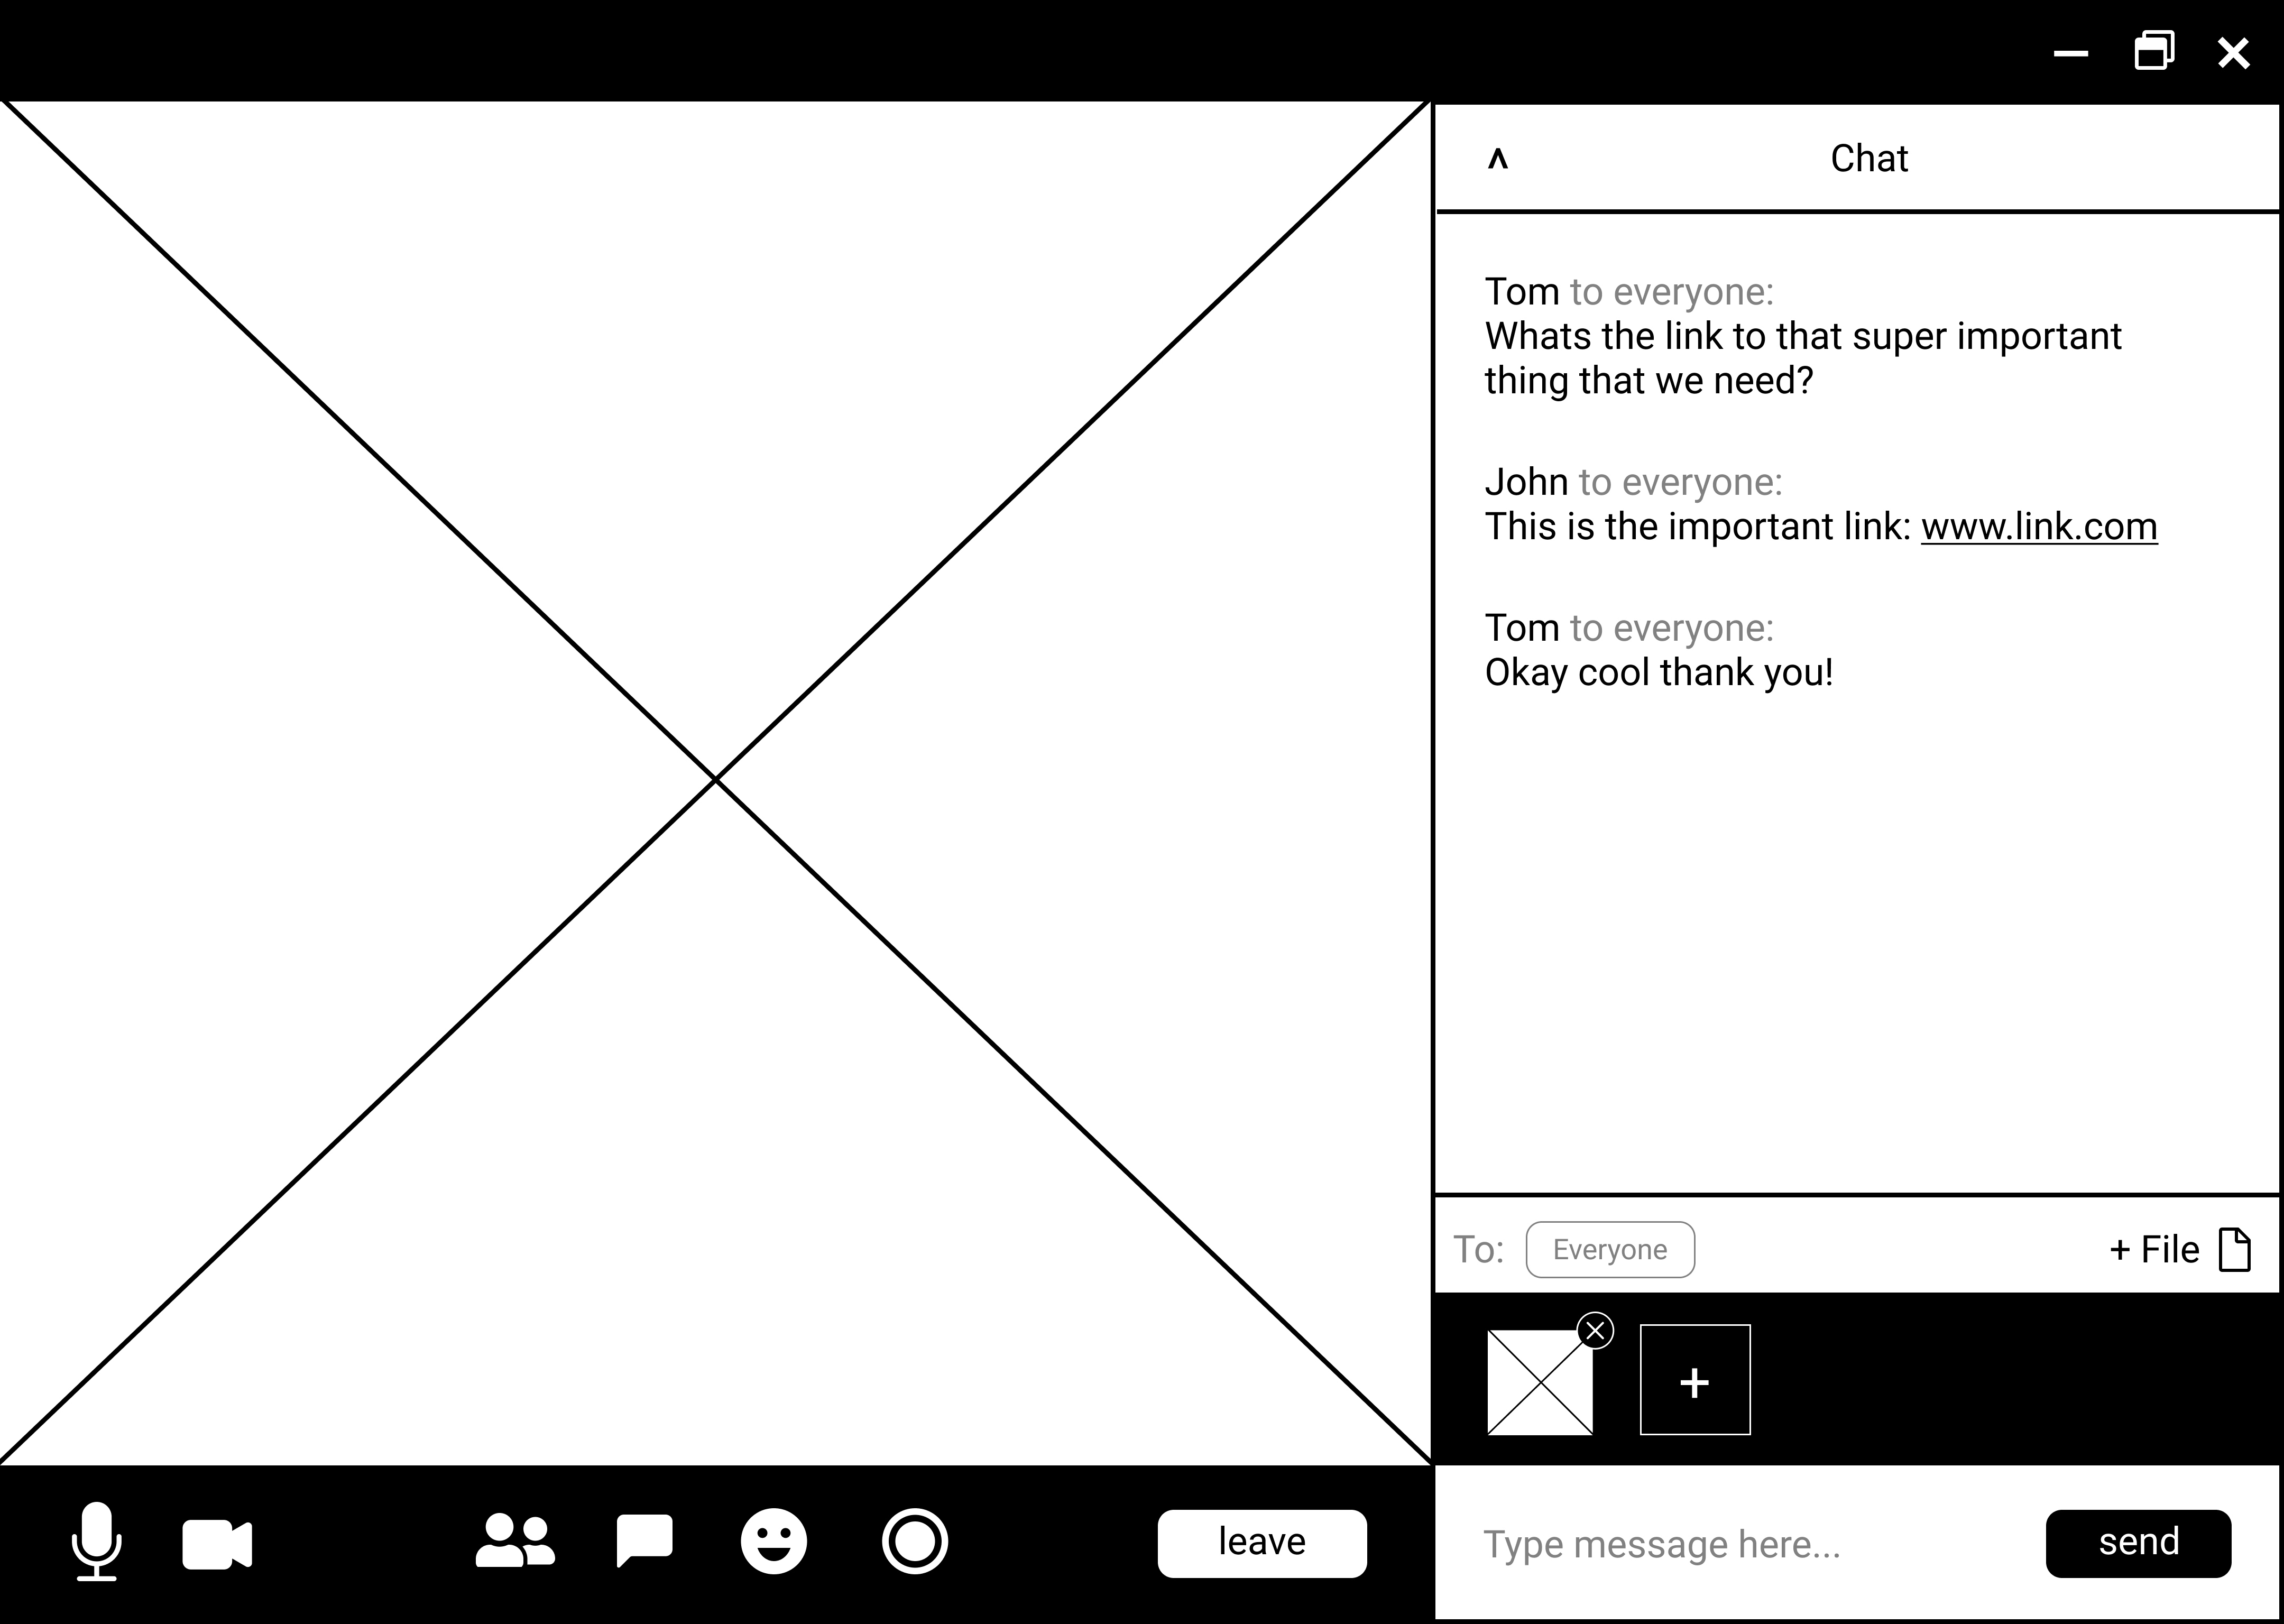 ^ Chat
Tom to everyone:
Whats the link to that super important
thing that we need?
John to everyone:
This is the important link: www.link.com
Tom to everyone:
Okay cool thank you!
To: Everyone + File
+
leave
Type message here...
send